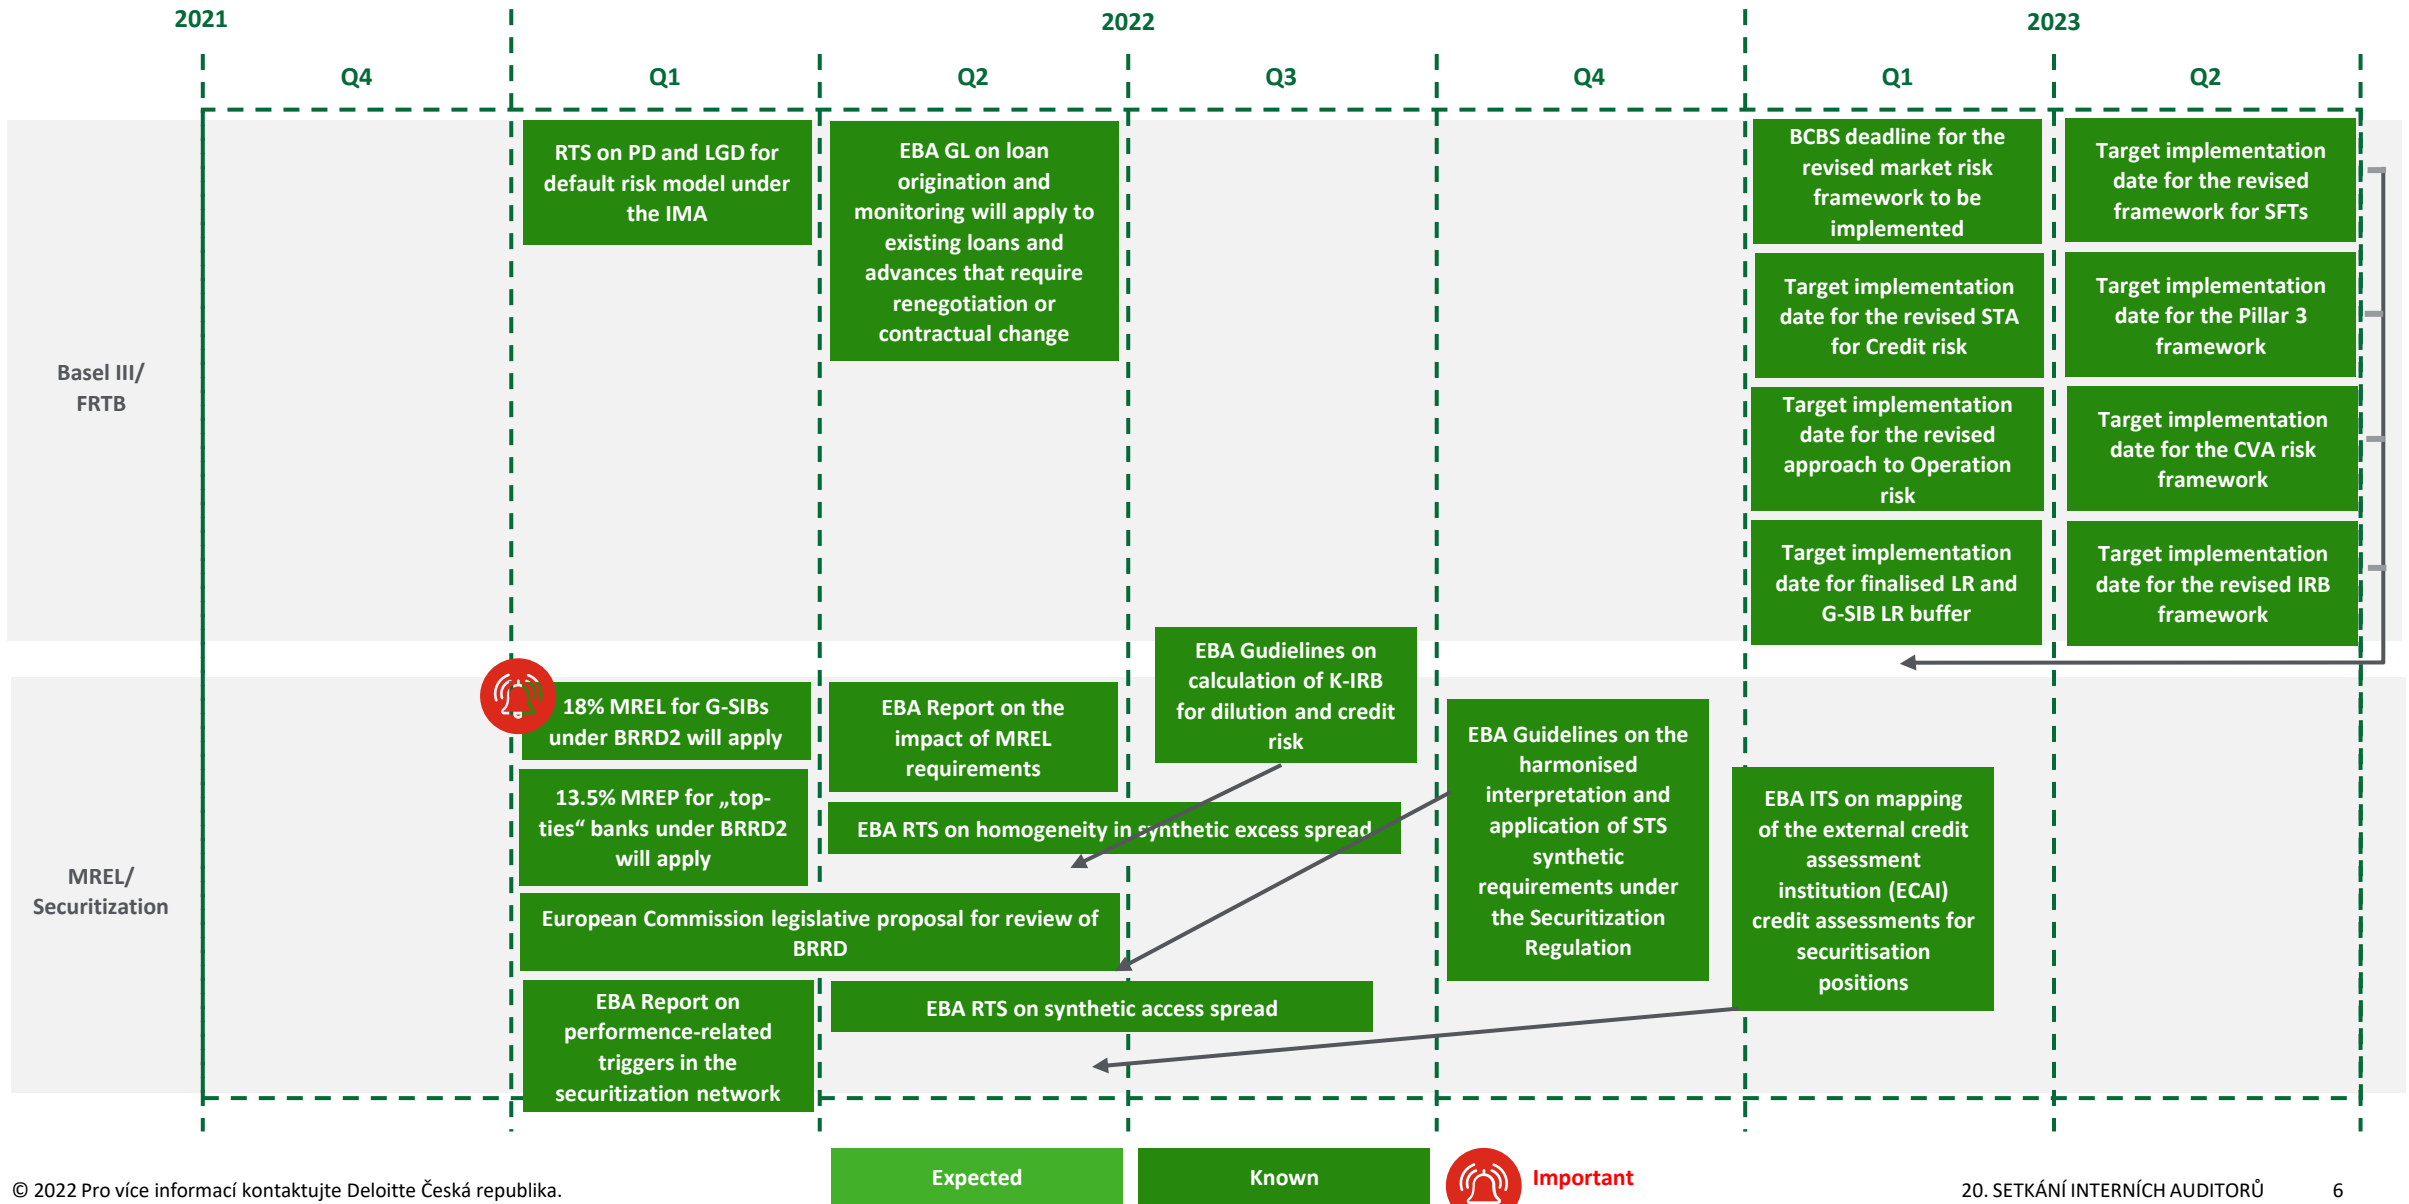 2021
2022
2023
Q4
Q1
Q2
Q3
Q4
Q1
Q2
Basel III/
FRTB
RTS on PD and LGD for
default risk model under
the IMA
EBA GL on loan
origination and
monitoring will apply to
existing loans and
advances that require
renegotiation or
contractual change
BCBS deadline for the
revised market risk
framework to be
implemented
Target implementation
date for the revised
framework for SFTs
Target implementation
date for the revised STA
for Credit risk
Target implementation
date for the Pillar 3
framework
Target implementation
date for the revised
approach to Operation
risk
Target implementation
date for the CVA risk
framework
Target implementation
date for finalised LR and
G-SIB LR buffer
Target implementation
date for the revised IRB
framework
MREL/
Securitization
18% MREL for G-SIBs
under BRRD2 will apply
EBA Report on the
impact of MREL
requirements
EBA Gudielines on
calculation of K-IRB
for dilution and credit
risk
EBA Guidelines on the
harmonised
interpretation and
application of STS
synthetic
requirements under
the Securitization
Regulation
EBA ITS on mapping
of the external credit
assessment
institution (ECAI)
credit assessments for
securitisation
positions
13.5% MREP for „top-
ties“ banks under BRRD2
will apply
EBA RTS on homogeneity in synthetic excess spread
European Commission legislative proposal for review of
BRRD
EBA Report on
performence-related
triggers in the
securitization network
EBA RTS on synthetic access spread
Expected
Known
Important
© 2022 Pro více informací kontaktujte Deloitte Česká republika.
20. SETKÁNÍ INTERNÍCH AUDITORŮ
6